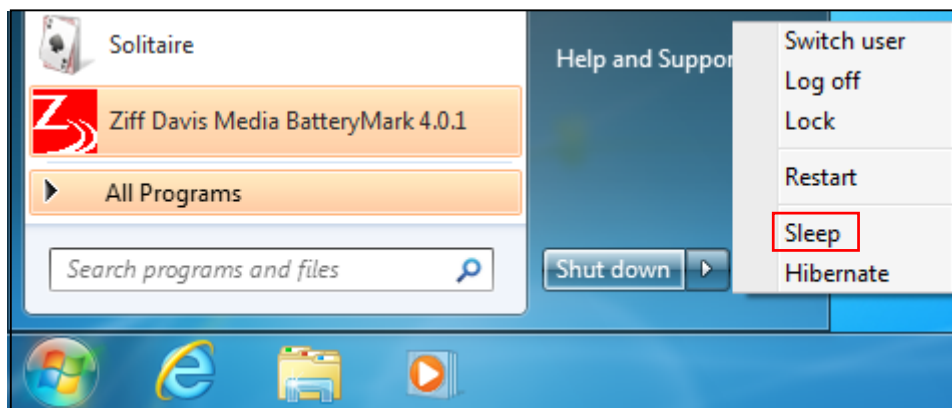 Solitaire
Ziff Davis Media BatteryMark 4.0.1
All Programs
Search programs and files
Help and Suppor
Shut down
Switch user
Log off
Lock
Restart
Sleep
Hibernate